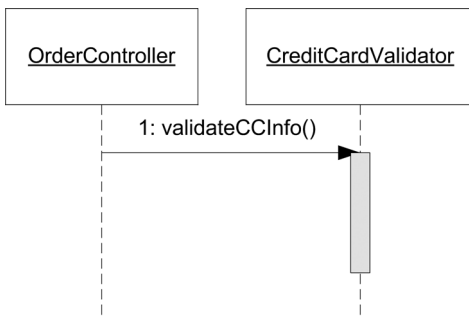 OrderController
CreditCardValidator
1: validateCCInfo()